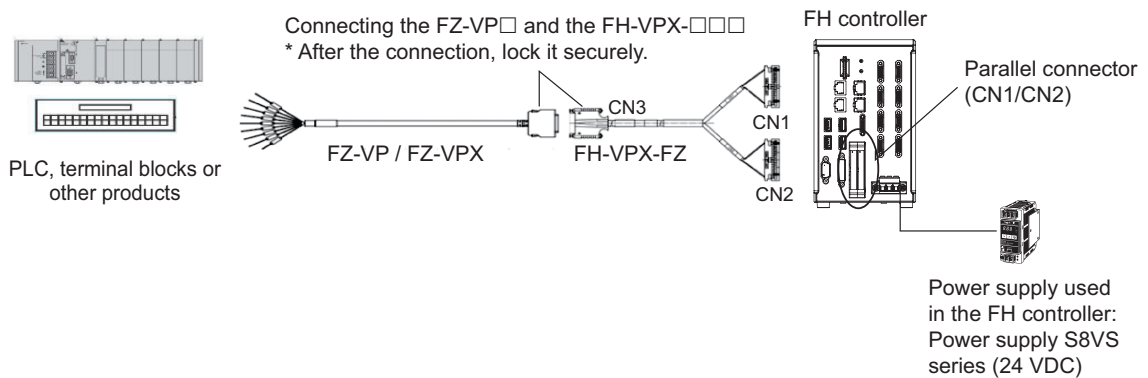 Connecting the FZ-VP□ and the FH-VPX-□□□
* After the connection, lock it securely.
FH controller
Parallel connector
(CN1/CN2)
CN3
CN1
FZ-VP / FZ-VPX
FH-VPX-FZ
CN2
PLC, terminal blocks or
other products
Power supply used
in the FH controller:
Power supply S8VS
series (24 VDC)